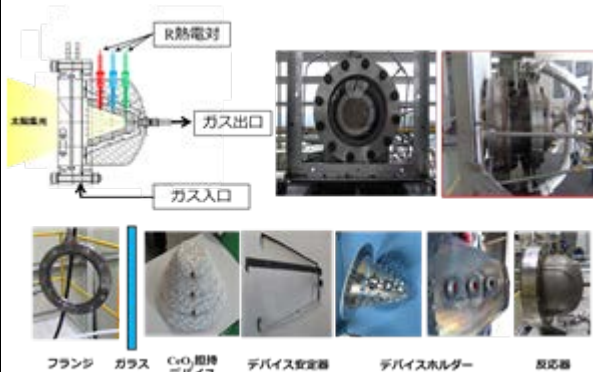 R熱電対
太陽集光
ガス出口
ガス入口
フランジ
ガラス
CeO₂担持
デバイス
デバイス安定器
デバイスホルダー
反応器